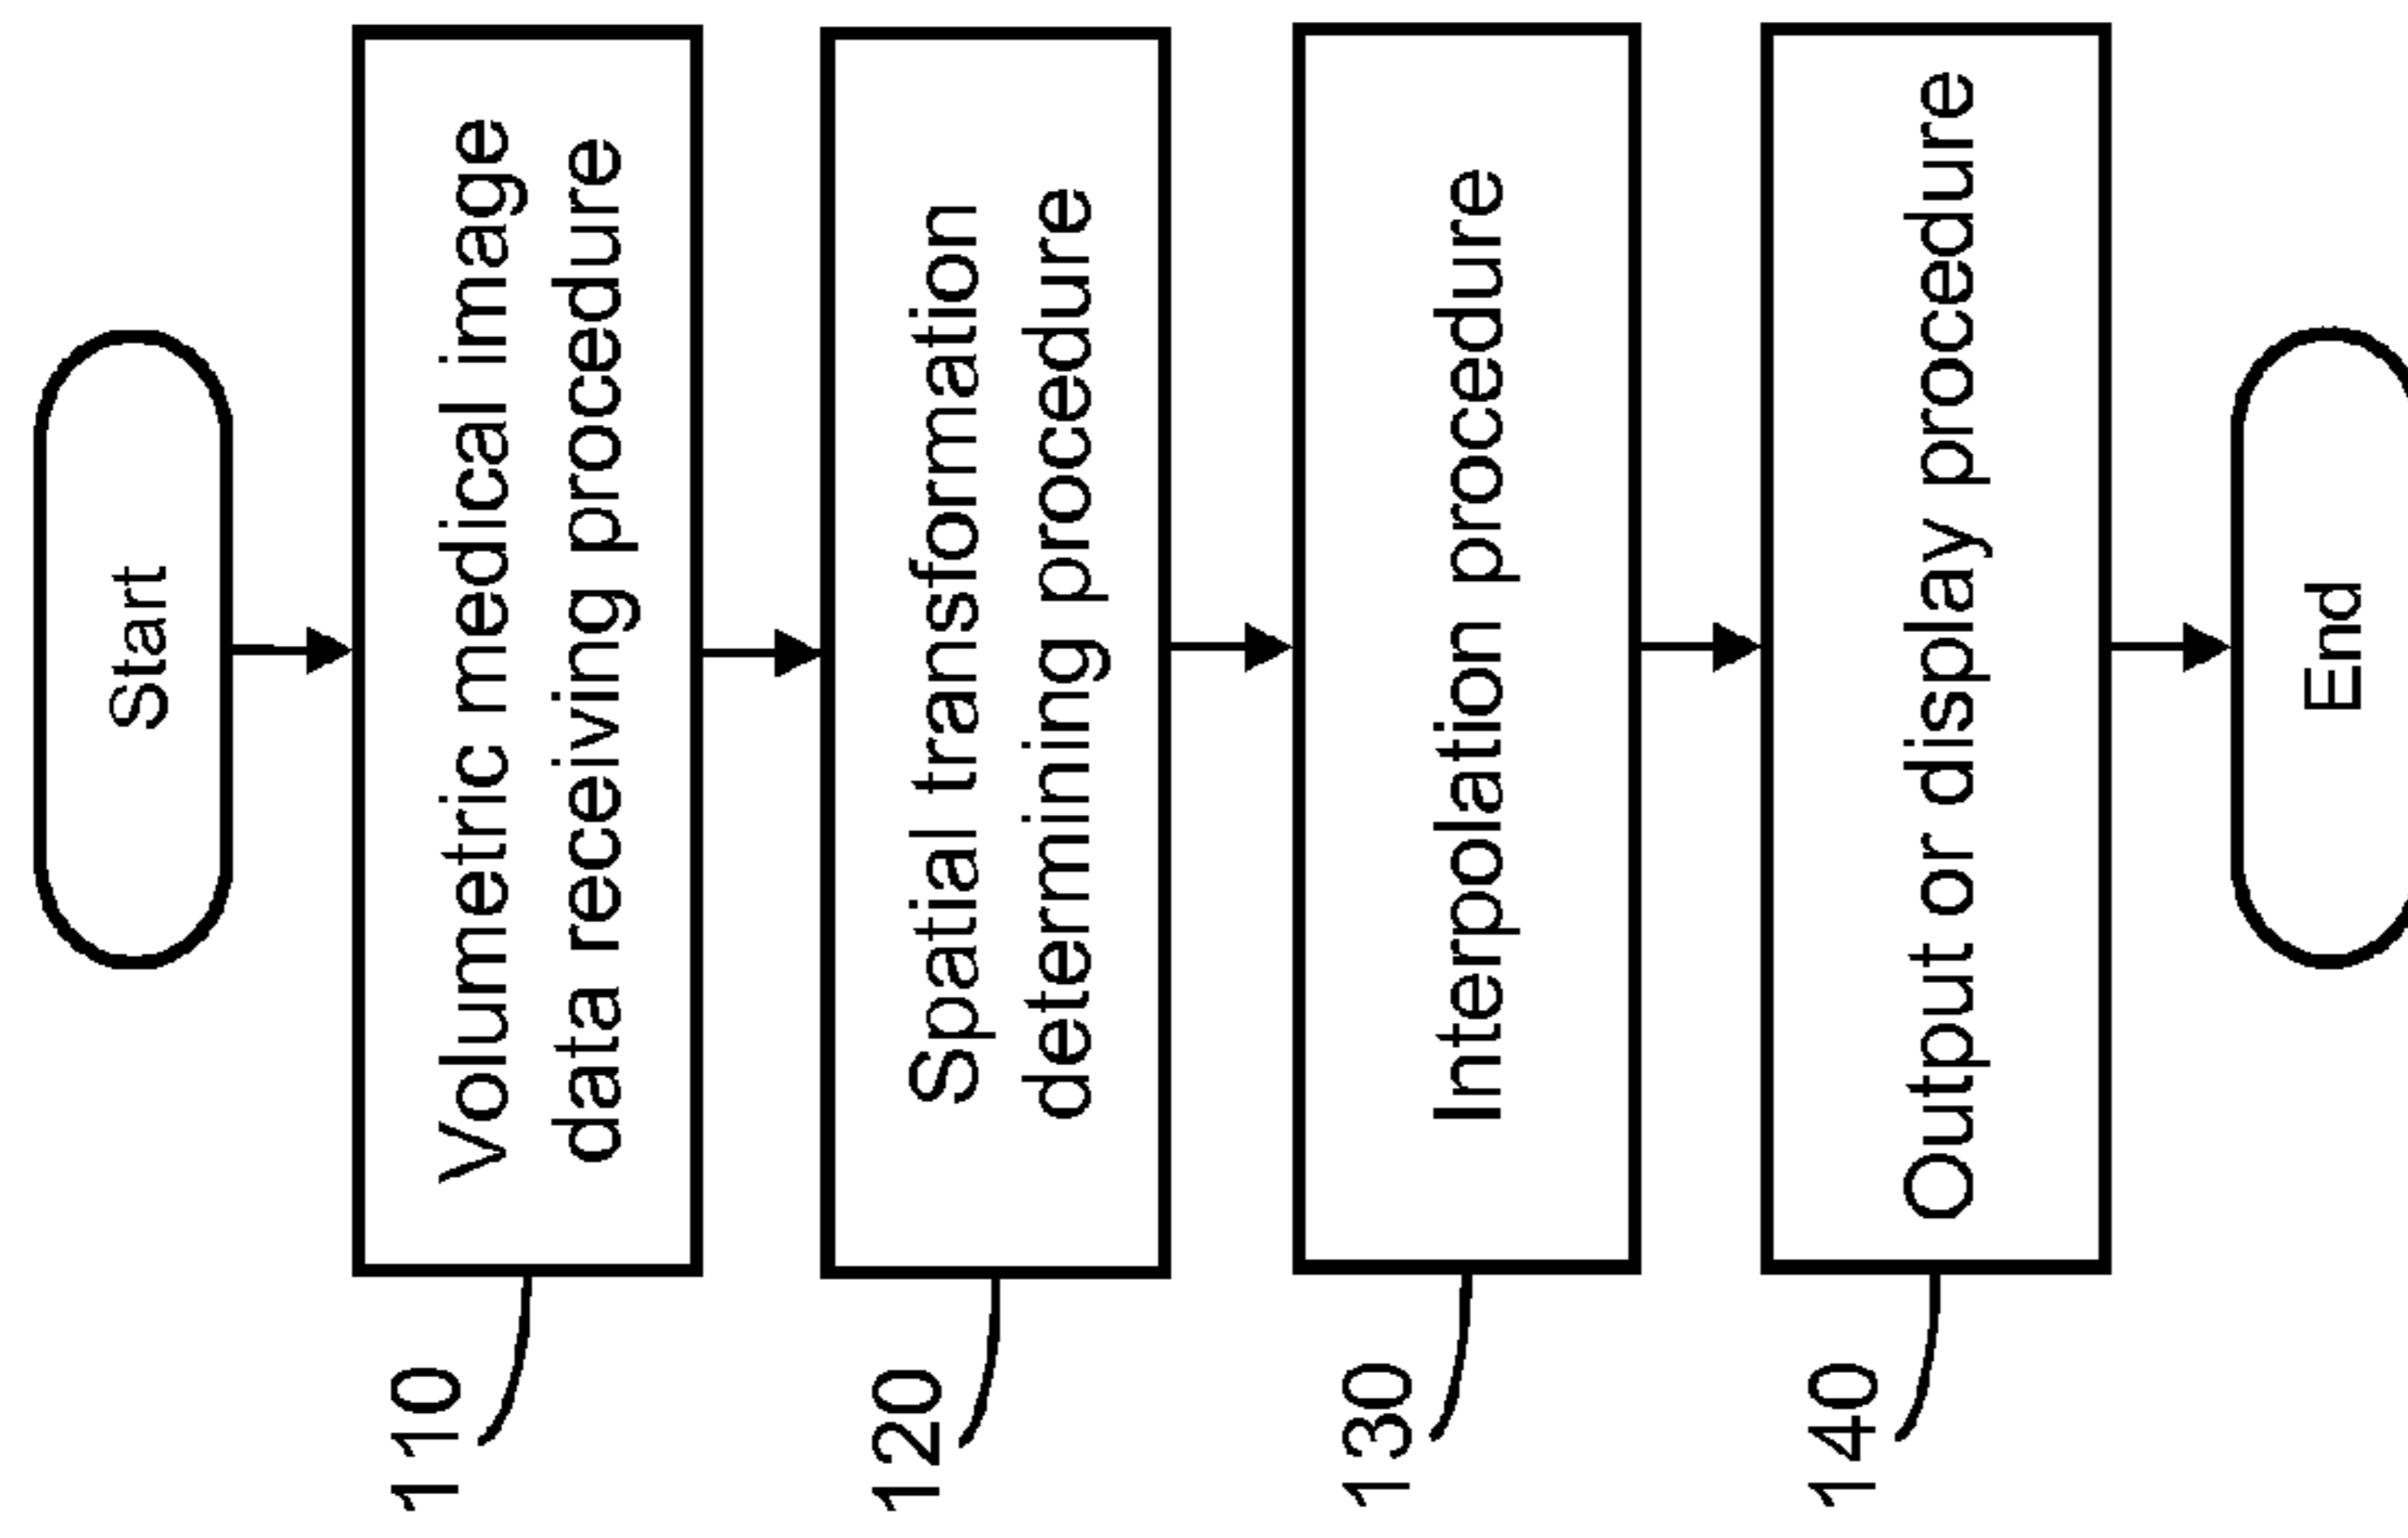 Start
110
Volumetric medical image
data receiving procedure
120
Spatial transformation
determining procedure
130
Interpolation procedure
140
Output or display procedure
End